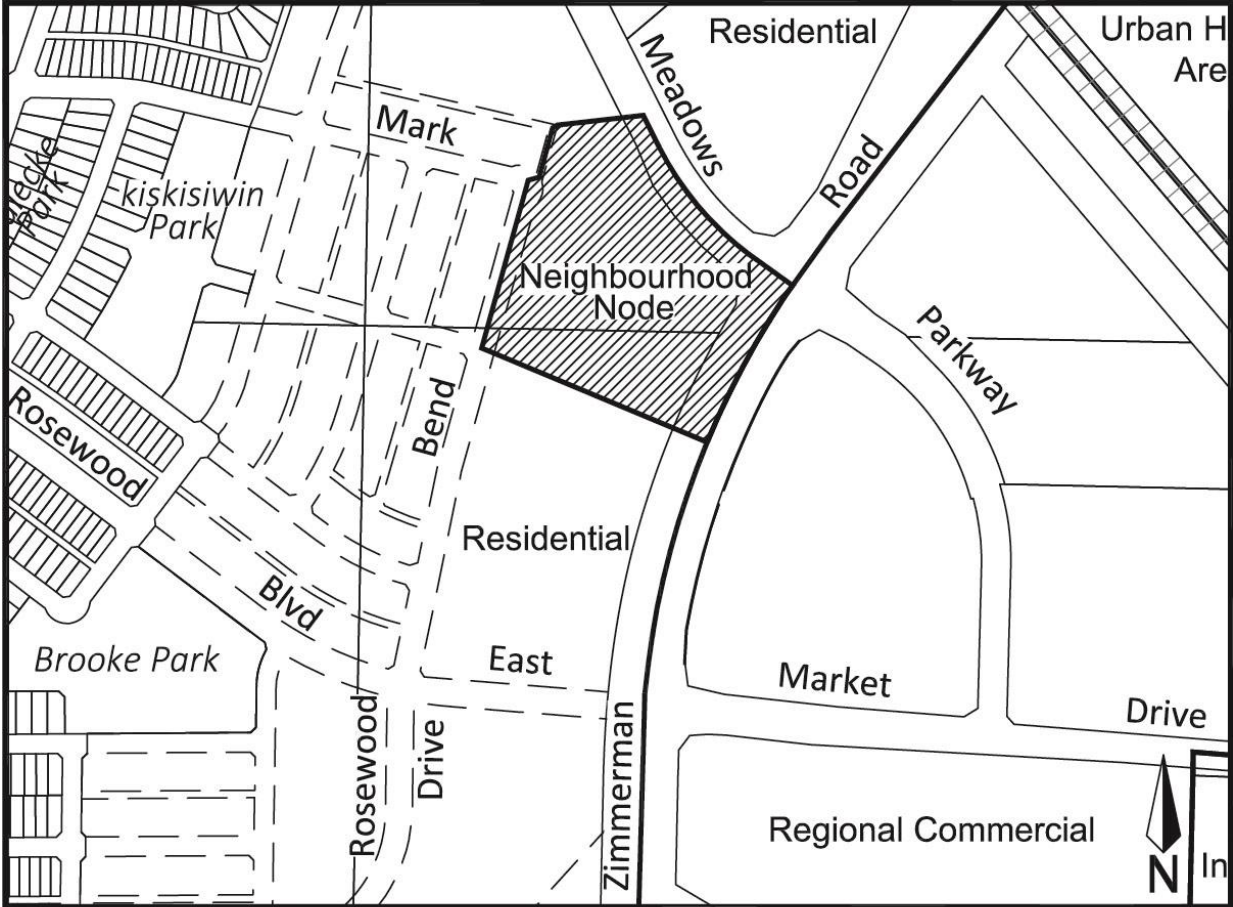 Residential
Urban H
Are
Meadows
Mark
Road
kiskisiwin
Park
Park
Neighbourhood
Node
Parkway
Bend
Rosewood
Residential
Blvd
East
Brooke Park
Market
Drive
Rosewood
Drive
Zimmerman
Regional Commercial
N
In